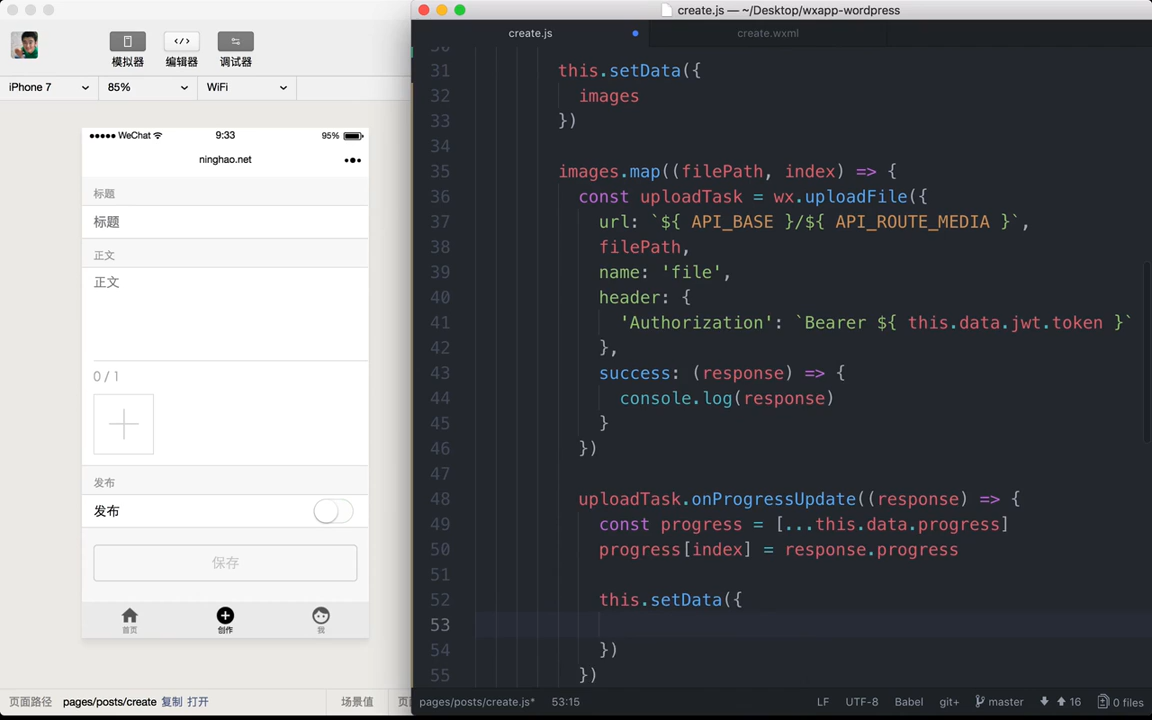 create.js — ~/Desktop/wxapp-wordpress
模拟器
编辑器
调试器
iPhone 7
85%
WiFi
WeChat
9:33
95%
ninghao.net
标题
标题
正文
正文
0 / 1
发布
发布
保存
首页
创作
我
页面路径 pages/posts/create 复制 打开
场景值
页
create.js
create.wxml
30
31 this.setData({
32 images
33 })
34
35 images.map((filePath, index) => {
36 const uploadTask = wx.uploadFile({
37 url: `${ API_BASE }/${ API_ROUTE_MEDIA }`,
38 filePath,
39 name: 'file',
40 header: {
41 'Authorization': `Bearer ${ this.data.jwt.token }`
42 },
43 success: (response) => {
44 console.log(response)
45 }
46 })
47
48 uploadTask.onProgressUpdate((response) => {
49 const progress = [...this.data.progress]
50 progress[index] = response.progress
51
52 this.setData({
53
54 })
55 })
pages/posts/create.js* 53:15
LF UTF-8 Babel git+ master 16 0 files